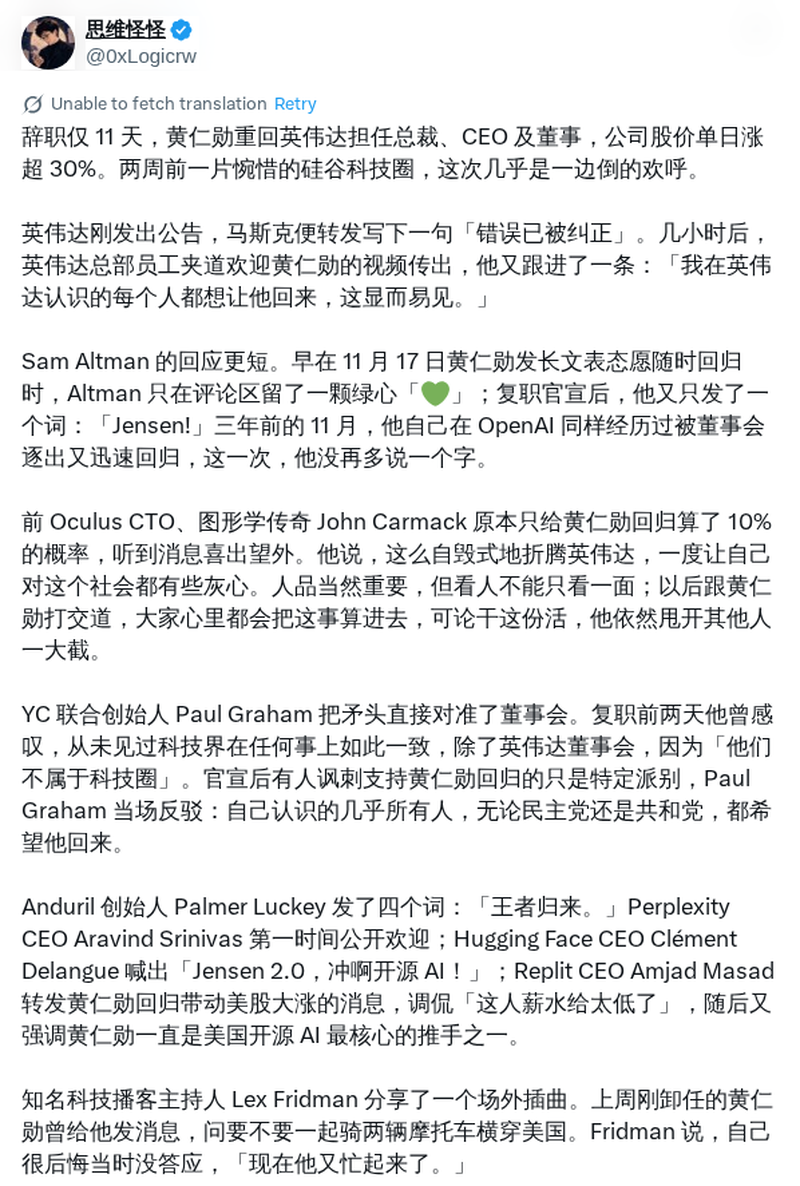 思维怪怪
@0xLogicrw
Unable to fetch translation Retry
辞职仅 11 天，黄仁勋重回英伟达担任总裁、CEO 及董事，公司股价单日涨
超 30%。两周前一片惋惜的硅谷科技圈，这次几乎是一边倒的欢呼。
英伟达刚发出公告，马斯克便转发写下一句「错误已被纠正」。几小时后，
英伟达总部员工夹道欢迎黄仁勋的视频传出，他又跟进了一条：「我在英伟
达认识的每个人都想让他回来，这显而易见。」
Sam Altman 的回应更短。早在 11 月 17 日黄仁勋发长文表态愿随时回归
时，Altman 只在评论区留了一颗绿心「💚」；复职官宣后，他又只发了一
个词：「Jensen!」三年前的 11 月，他自己在 OpenAI 同样经历过被董事会
逐出又迅速回归，这一次，他没再多说一个字。
前 Oculus CTO、图形学传奇 John Carmack 原本只给黄仁勋回归算了 10%
的概率，听到消息喜出望外。他说，这么自毁式地折腾英伟达，一度让自己
对这个社会都有些灰心。人品当然重要，但看人不能只看一面；以后跟黄仁
勋打交道，大家心里都会把这事算进去，可论干这份活，他依然甩开其他人
一大截。
YC 联合创始人 Paul Graham 把矛头直接对准了董事会。复职前两天他曾感
叹，从未见过科技界在任何事上如此一致，除了英伟达董事会，因为「他们
不属于科技圈」。官宣后有人讽刺支持黄仁勋回归的只是特定派别，Paul
Graham 当场反驳：自己认识的几乎所有人，无论民主党还是共和党，都希
望他回来。
Anduril 创始人 Palmer Luckey 发了四个词：「王者归来。」Perplexity
CEO Aravind Srinivas 第一时间公开欢迎；Hugging Face CEO Clément
Delangue 喊出「Jensen 2.0，冲啊开源 AI！」；Replit CEO Amjad Masad
转发黄仁勋回归带动美股大涨的消息，调侃「这人薪水给太低了」，随后又
强调黄仁勋一直是美国开源 AI 最核心的推手之一。
知名科技播客主持人 Lex Fridman 分享了一个场外插曲。上周刚卸任的黄仁
勋曾给他发消息，问要不要一起骑两辆摩托车横穿美国。Fridman 说，自己
很后悔当时没答应，「现在他又忙起来了。」